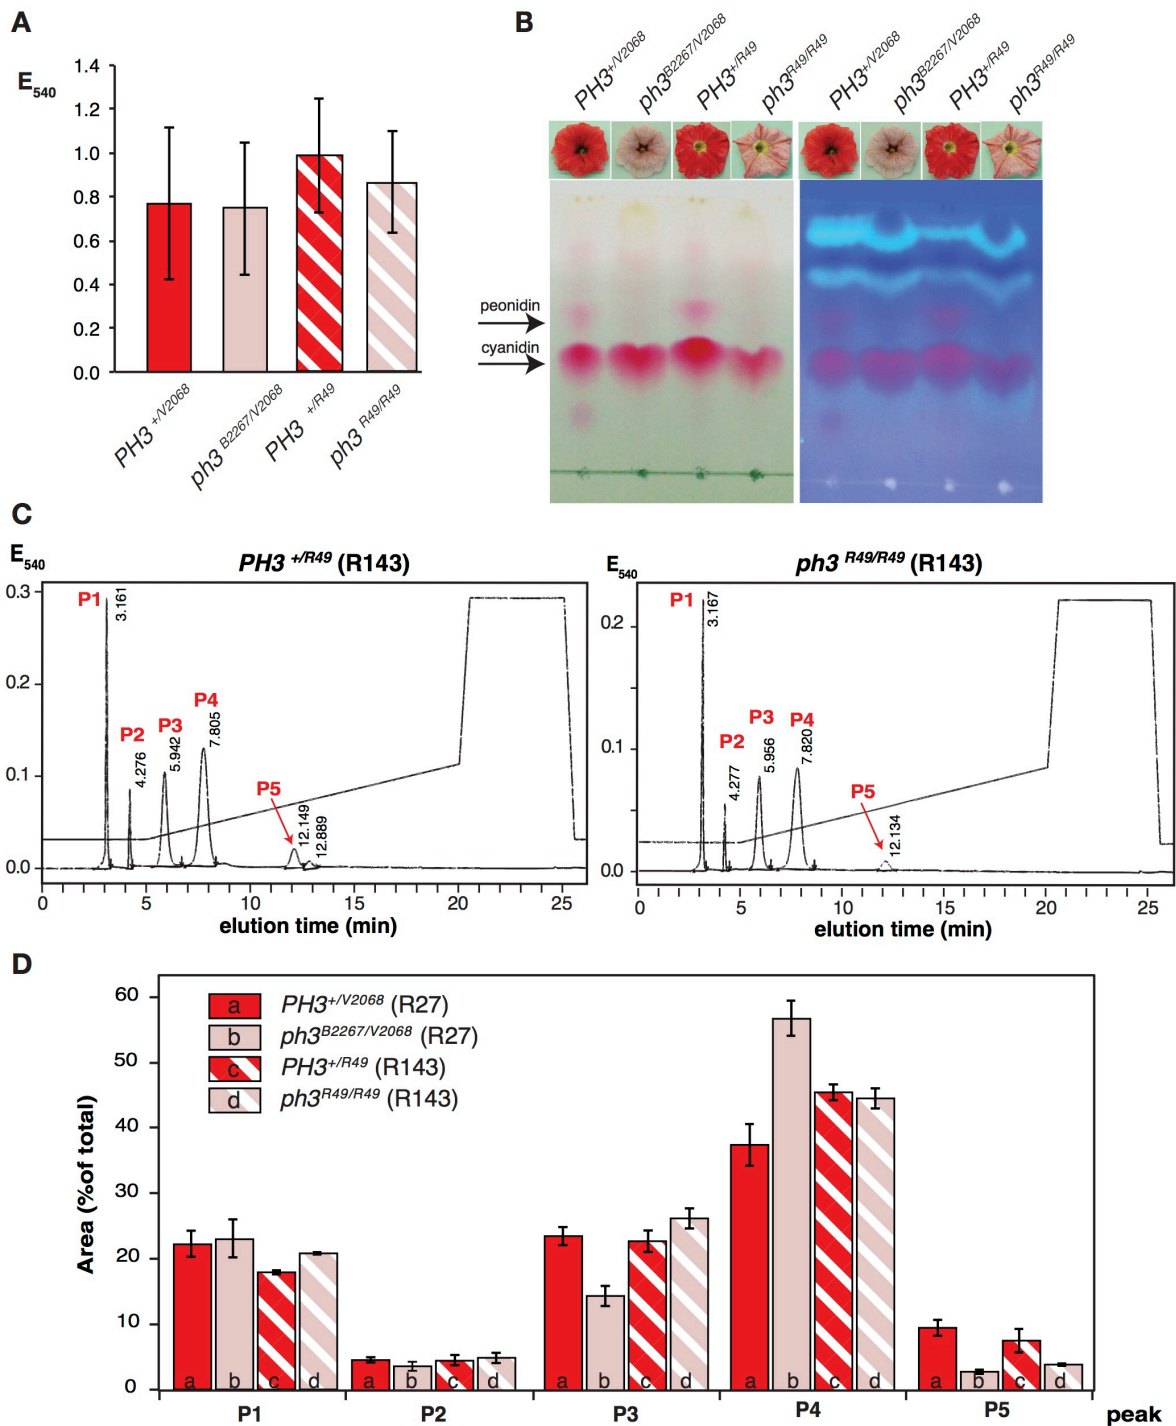 A
E540
1.4
1.2
1.0
0.8
0.6
0.4
0.2
0.0
PH3 +/V2068
ph3 B2267/V2068
PH3 +/R49
ph3 R49/R49
B
PH3+/V2068
ph3B2267/V2068
PH3+/R49
ph3R49/R49
PH3+/V2068
ph3B2267/V2068
PH3+/R49
ph3R49/R49
peonidin
cyanidin
C
E540
PH3 +/R49 (R143)
0.3
0.2
0.1
0.0
P1
3.161
P2
4.276
P3
5.942
P4
7.805
P5
12.149
12.889
0 5 10 15 20 25
elution time (min)
E540
ph3 R49/R49 (R143)
0.2
0.1
0.0
P1
3.167
P2
4.277
P3
5.956
P4
7.820
P5
12.134
0 5 10 15 20 25
elution time (min)
D
Area (%of total)
60
50
40
30
20
10
0
a PH3+/V2068 (R27)
b ph3B2267/V2068 (R27)
c PH3+/R49 (R143)
d ph3R49/R49 (R143)
a b c d a b c d a b c d a b c d a b c d
P1 P2 P3 P4 P5 peak